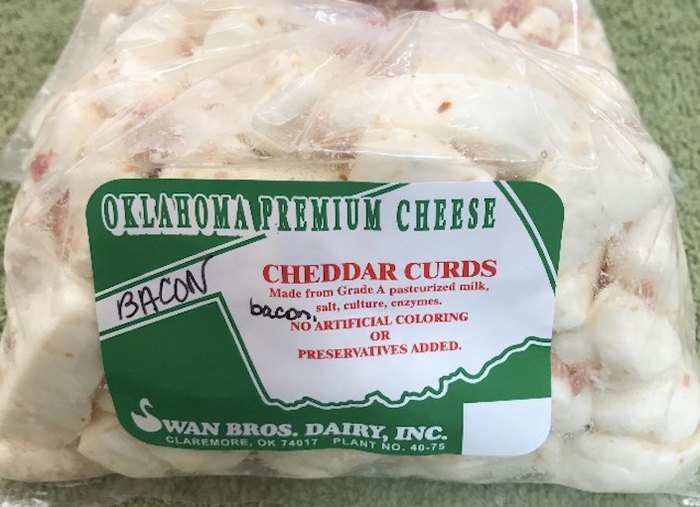 OKLAHOMA PREMIUM CHEESE
BACON
CHEDDAR CURDS
Made from Grade A pasteurized milk,
salt, culture, enzymes.
bacon.
NO ARTIFICIAL COLORING
OR
PRESERVATIVES ADDED.
SWAN BROS. DAIRY, INC.
CLAREMORE, OK 74017 PLANT NO. 40-75